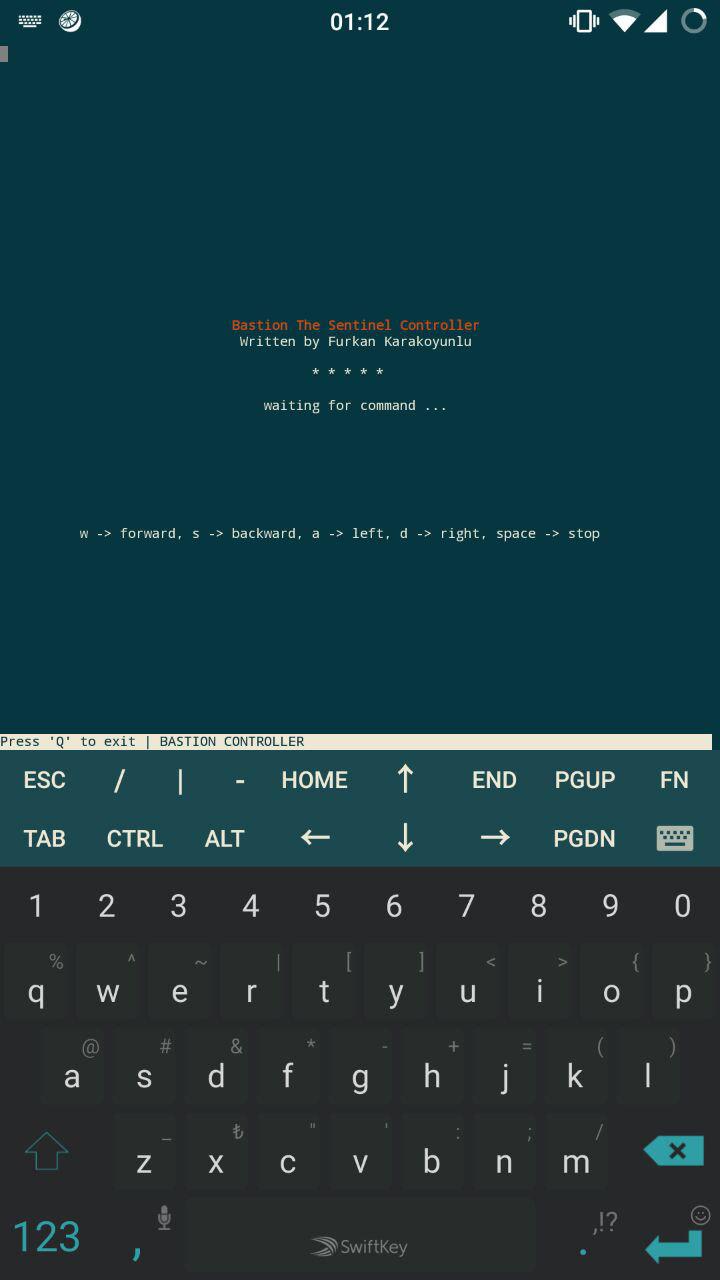 01:12
Bastion The Sentinel Controller
Written by Furkan Karakoyunlu
* * * * *
waiting for command ...
w -> forward, s -> backward, a -> left, d -> right, space -> stop
Press 'Q' to exit | BASTION CONTROLLER
ESC / | - HOME ↑ END PGUP FN
TAB CTRL ALT ← ↓ → PGDN
1 2 3 4 5 6 7 8 9 0
% ^ ~ | [ ] < > { }
q w e r t y u i o p
@ # & * - + = ( )
a s d f g h j k l
_ ₺ " ' : ; /
z x c v b n m
123 , SwiftKey . ,!?